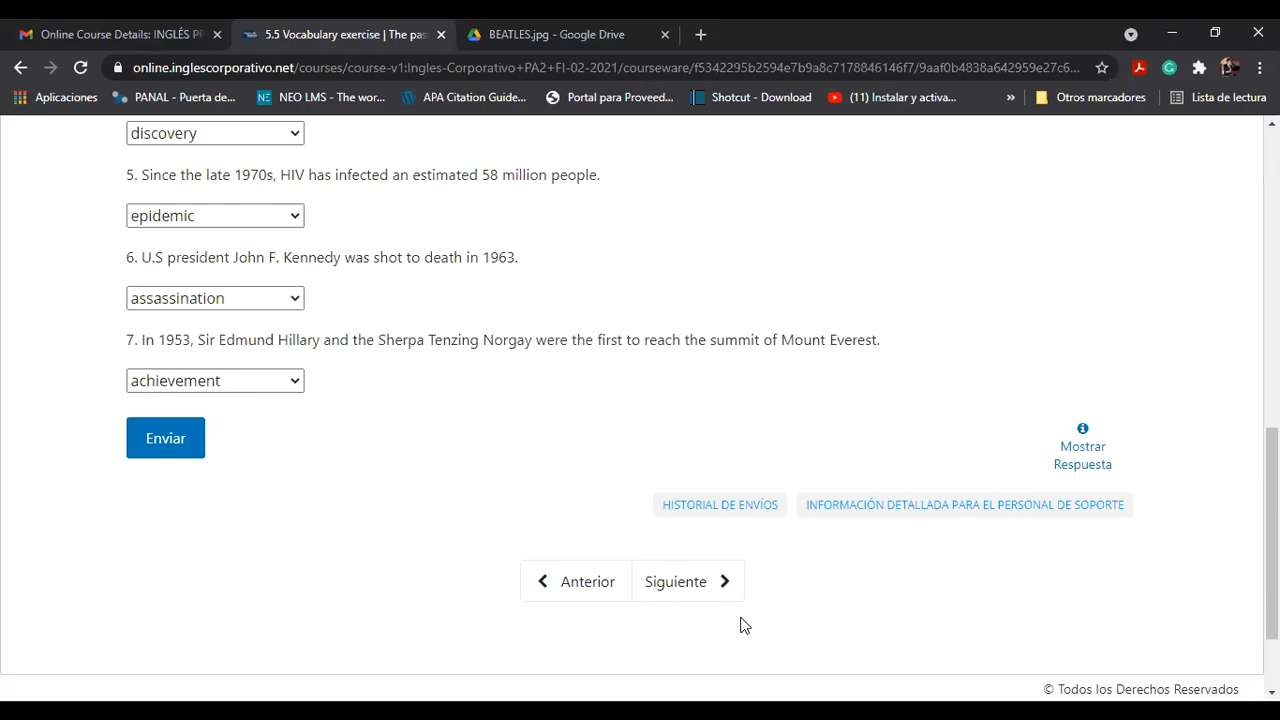 Online Course Details: INGLÉS PR
5.5 Vocabulary exercise | The pas
BEATLES.jpg - Google Drive
online.inglescorporativo.net/courses/course-v1:Ingles-Corporativo+PA2+FI-02-2021/courseware/f5342295b2594e7b9a8c7178846146f7/9aaf0b4838a642959e27c6...
Aplicaciones
PANAL - Puerta de...
NEO LMS - The wor...
APA Citation Guide...
Portal para Proveed...
Shotcut - Download
(11) Instalar y activa...
»
Otros marcadores
Lista de lectura
discovery
5. Since the late 1970s, HIV has infected an estimated 58 million people.
epidemic
6. U.S president John F. Kennedy was shot to death in 1963.
assassination
7. In 1953, Sir Edmund Hillary and the Sherpa Tenzing Norgay were the first to reach the summit of Mount Everest.
achievement
Enviar
Mostrar
Respuesta
HISTORIAL DE ENVÍOS
INFORMACIÓN DETALLADA PARA EL PERSONAL DE SOPORTE
Anterior
Siguiente
© Todos los Derechos Reservados